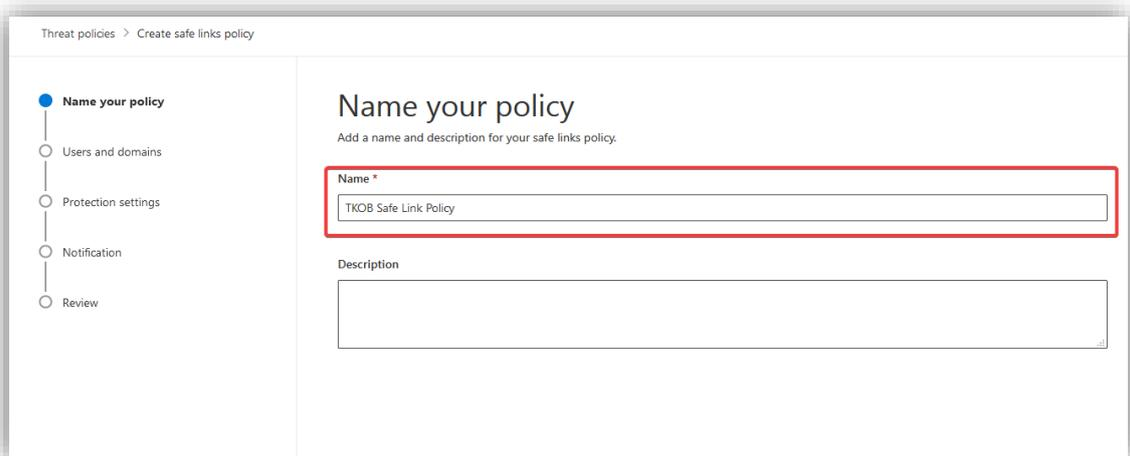 Threat policies > Create safe links policy
Name your policy
Users and domains
Protection settings
Notification
Review
Name your policy
Add a name and description for your safe links policy.
Name *
TKOB Safe Link Policy
Description